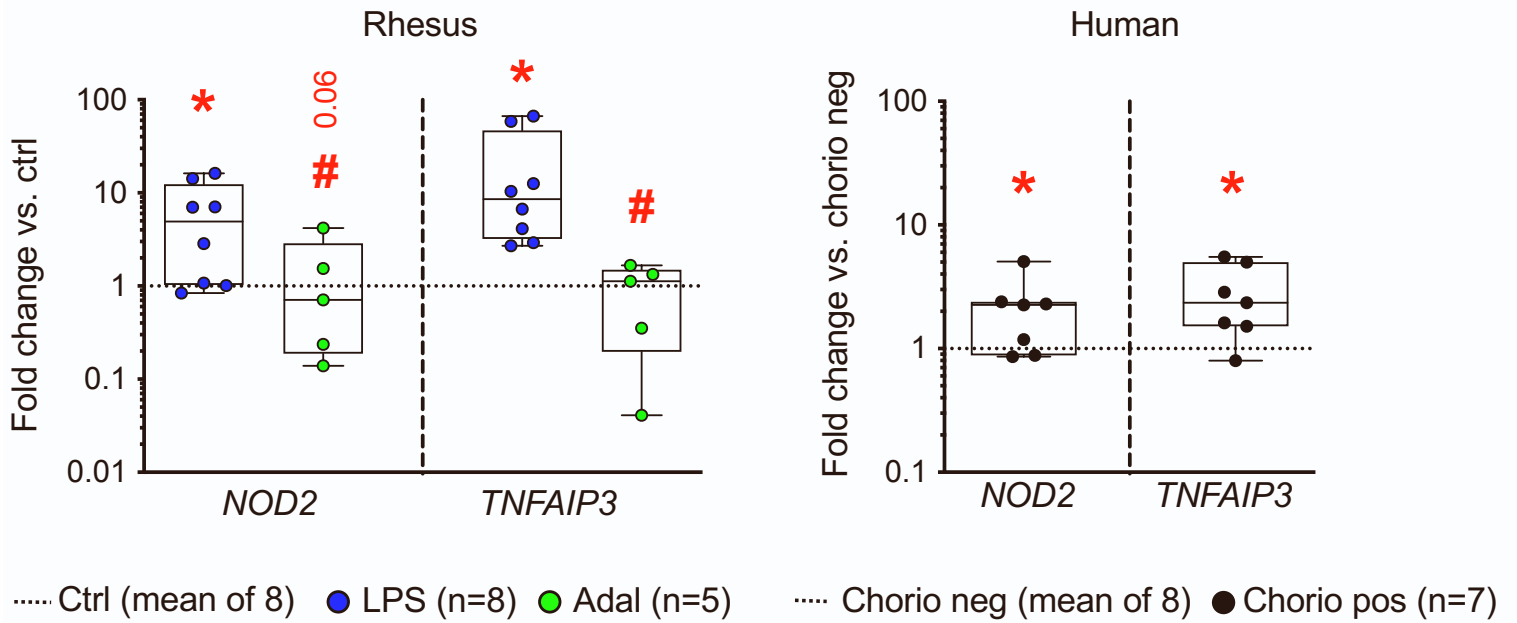 Rhesus
Human
Fold change vs. ctrl
100
10
1
0.1
0.01
*
0.06
#
*
#
NOD2
TNFAIP3
Fold change vs. chorio neg
100
10
1
0.1
*
*
NOD2
TNFAIP3
Ctrl (mean of 8) LPS (n=8) Adal (n=5)
Chorio neg (mean of 8) Chorio pos (n=7)